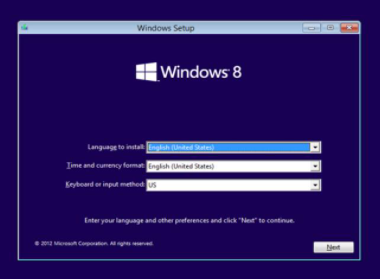 Windows Setup
Windows 8
Language to install: English (United States)
Time and currency format: English (United States)
Keyboard or input method: US
Enter your language and other preferences and click "Next" to continue.
© 2012 Microsoft Corporation. All rights reserved.
Next